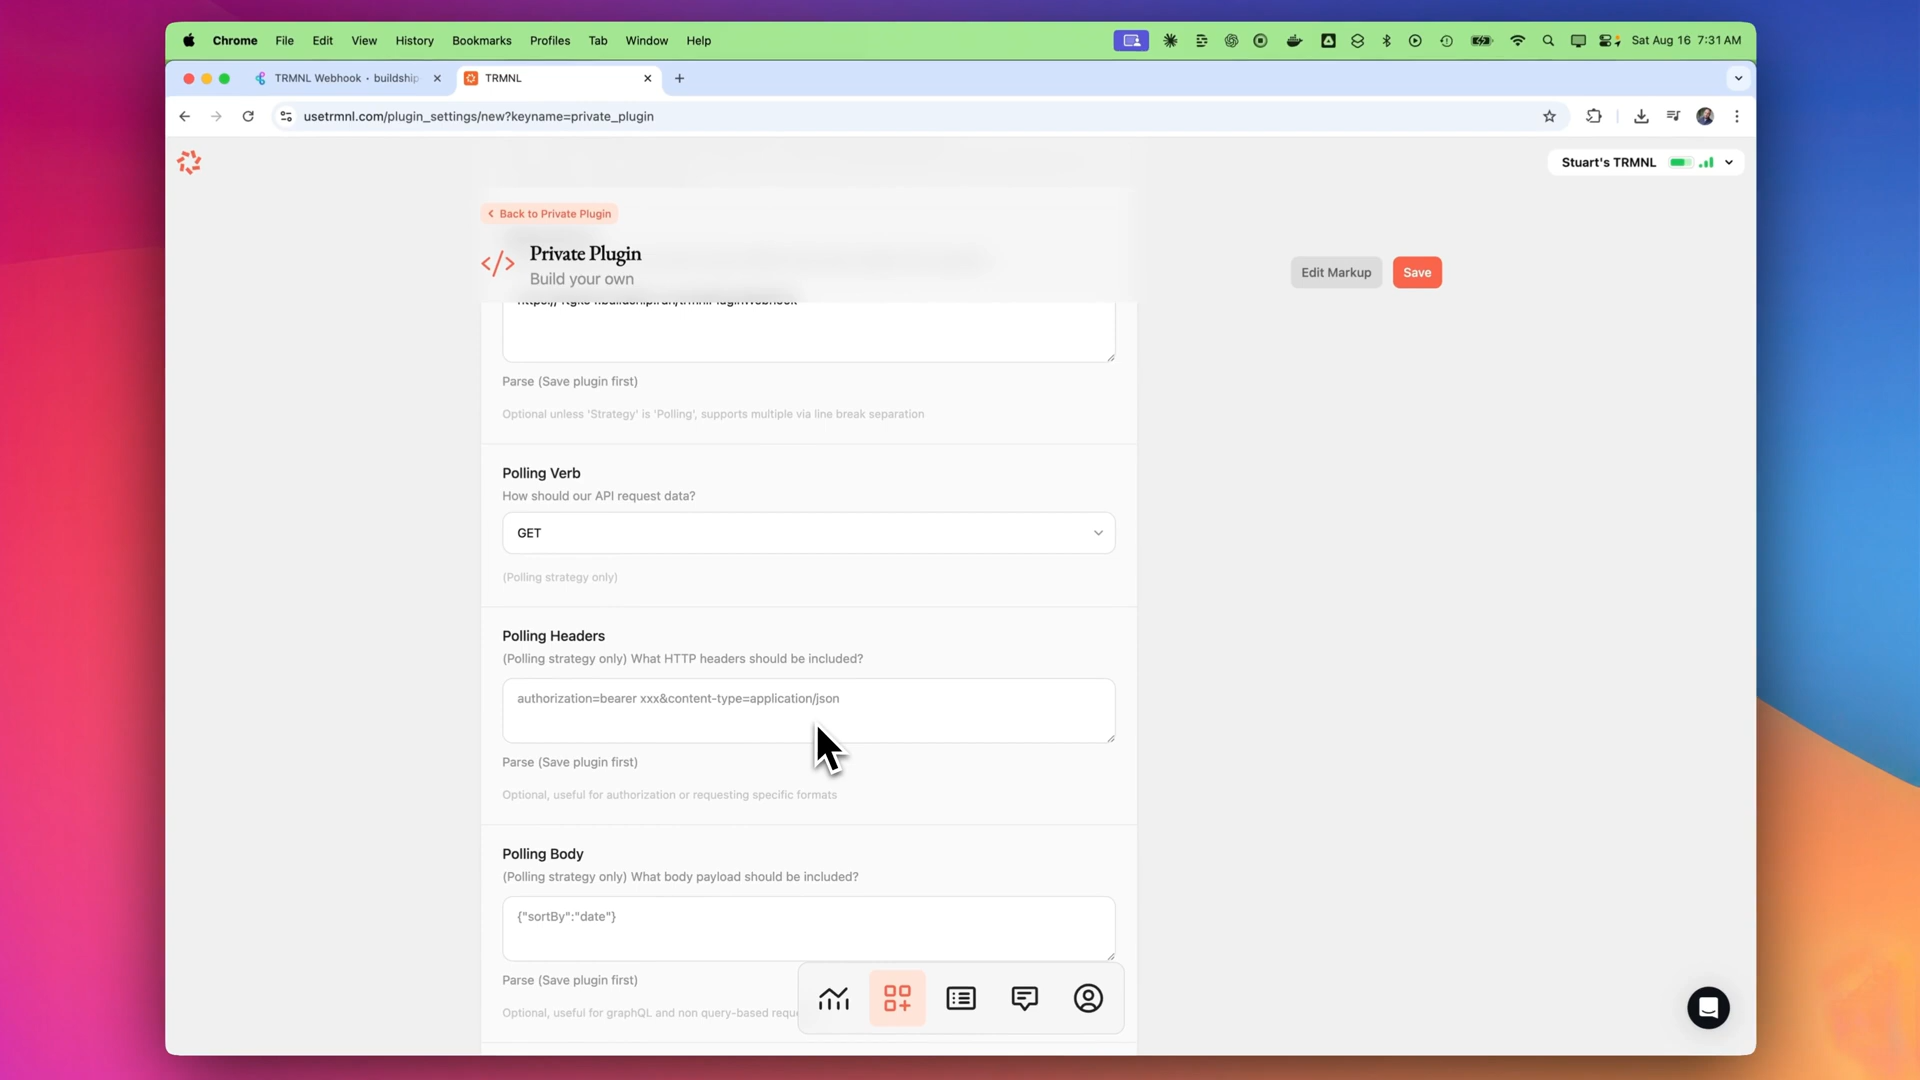 Chrome File Edit View History Bookmarks Profiles Tab Window Help Sat Aug 16 7:31 AM
TRMNL Webhook • buildship TRMNL
usetrmnl.com/plugin_settings/new?keyname=private_plugin
Stuart's TRMNL
Back to Private Plugin
</> Private Plugin
Build your own
Edit Markup Save
Parse (Save plugin first)
Optional unless 'Strategy' is 'Polling', supports multiple via line break separation
Polling Verb
How should our API request data?
GET
(Polling strategy only)
Polling Headers
(Polling strategy only) What HTTP headers should be included?
authorization=bearer xxx&content-type=application/json
Parse (Save plugin first)
Optional, useful for authorization or requesting specific formats
Polling Body
(Polling strategy only) What body payload should be included?
{"sortBy":"date"}
Parse (Save plugin first)
Optional, useful for graphQL and non query-based